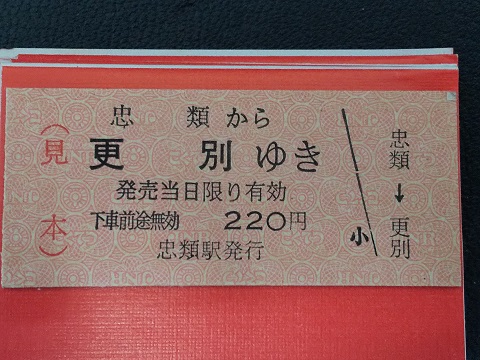 (見本)
忠類から
更別ゆき
発売当日限り有効
下車前途無効 220円
忠類駅発行
小
忠類→更別